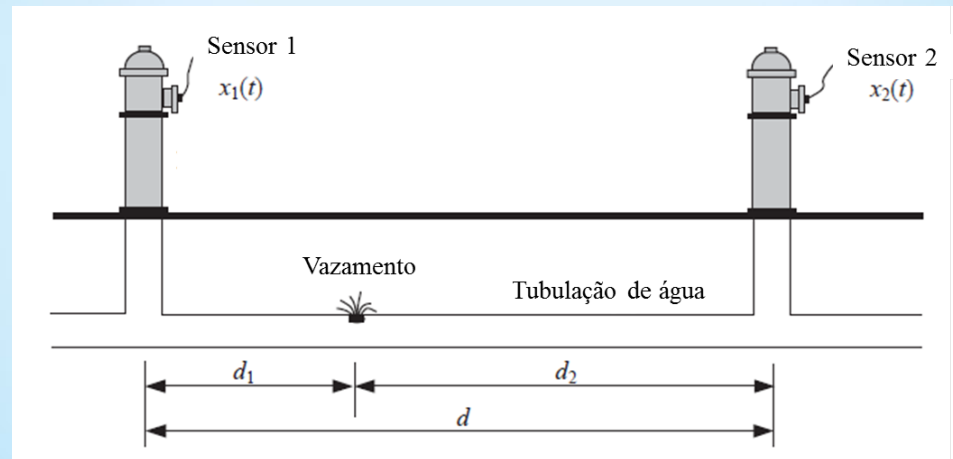 Sensor 1
x₁(t)
Sensor 2
x₂(t)
Vazamento
Tubulação de água
d₁
d₂
d